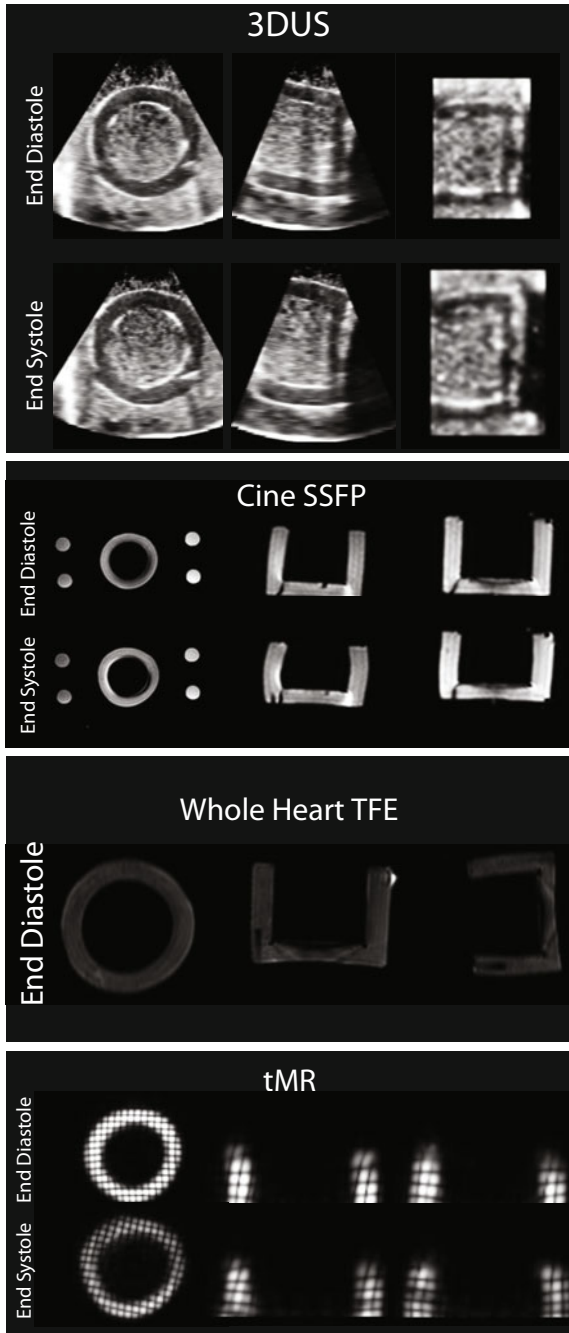 3DUS
End Diastole
End Systole
Cine SSFP
End Diastole
End Systole
Whole Heart TFE
End Diastole
tMR
End Diastole
End Systole